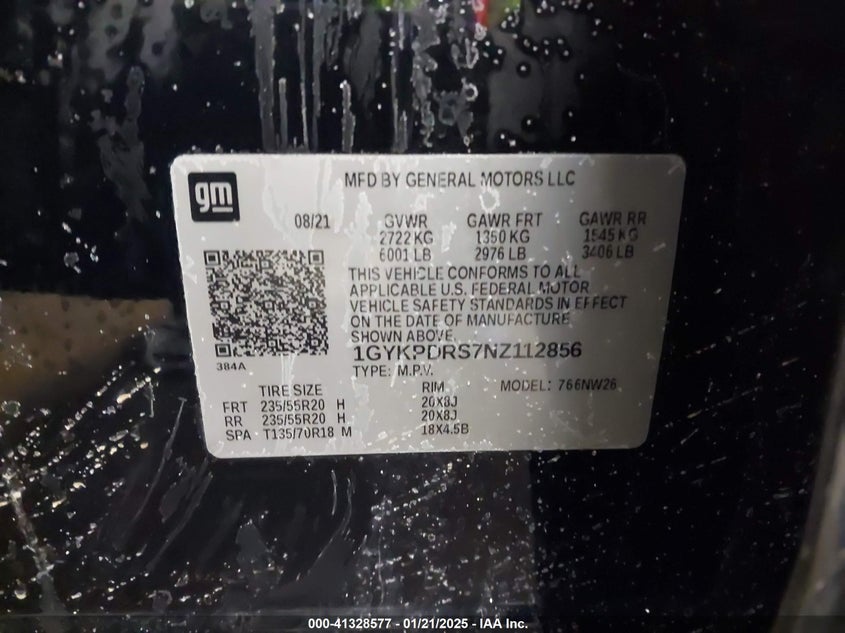 gm
MFD BY GENERAL MOTORS LLC
08/21 GVWR GAWR FRT GAWR RR
2722 KG 1350 KG 1545 KG
6001 LB 2976 LB 3406 LB
THIS VEHICLE CONFORMS TO ALL
APPLICABLE U.S. FEDERAL MOTOR
VEHICLE SAFETY STANDARDS IN EFFECT
ON THE DATE OF MANUFACTURE
SHOWN ABOVE.
1GYKPDRS7NZ112856
384A
TYPE: M.P.V. MODEL: 766NW26
TIRE SIZE RIM
FRT 235/55R20 H 20X8J
RR 235/55R20 H 20X8J
SPA T135/70R18 M 18X4.5B
000-41328577 — 01/21/2025 — IAA Inc.